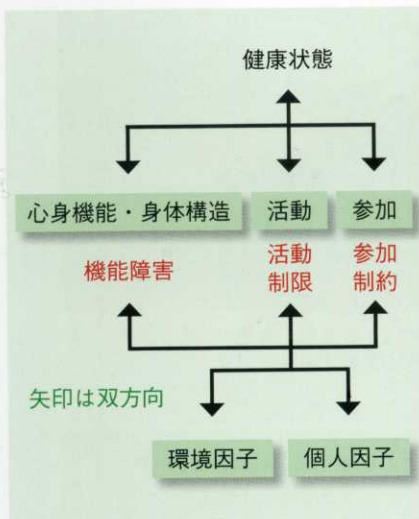 健康状態
心身機能・身体構造 活動 参加
機能障害 活動制限 参加制約
矢印は双方向
環境因子 個人因子